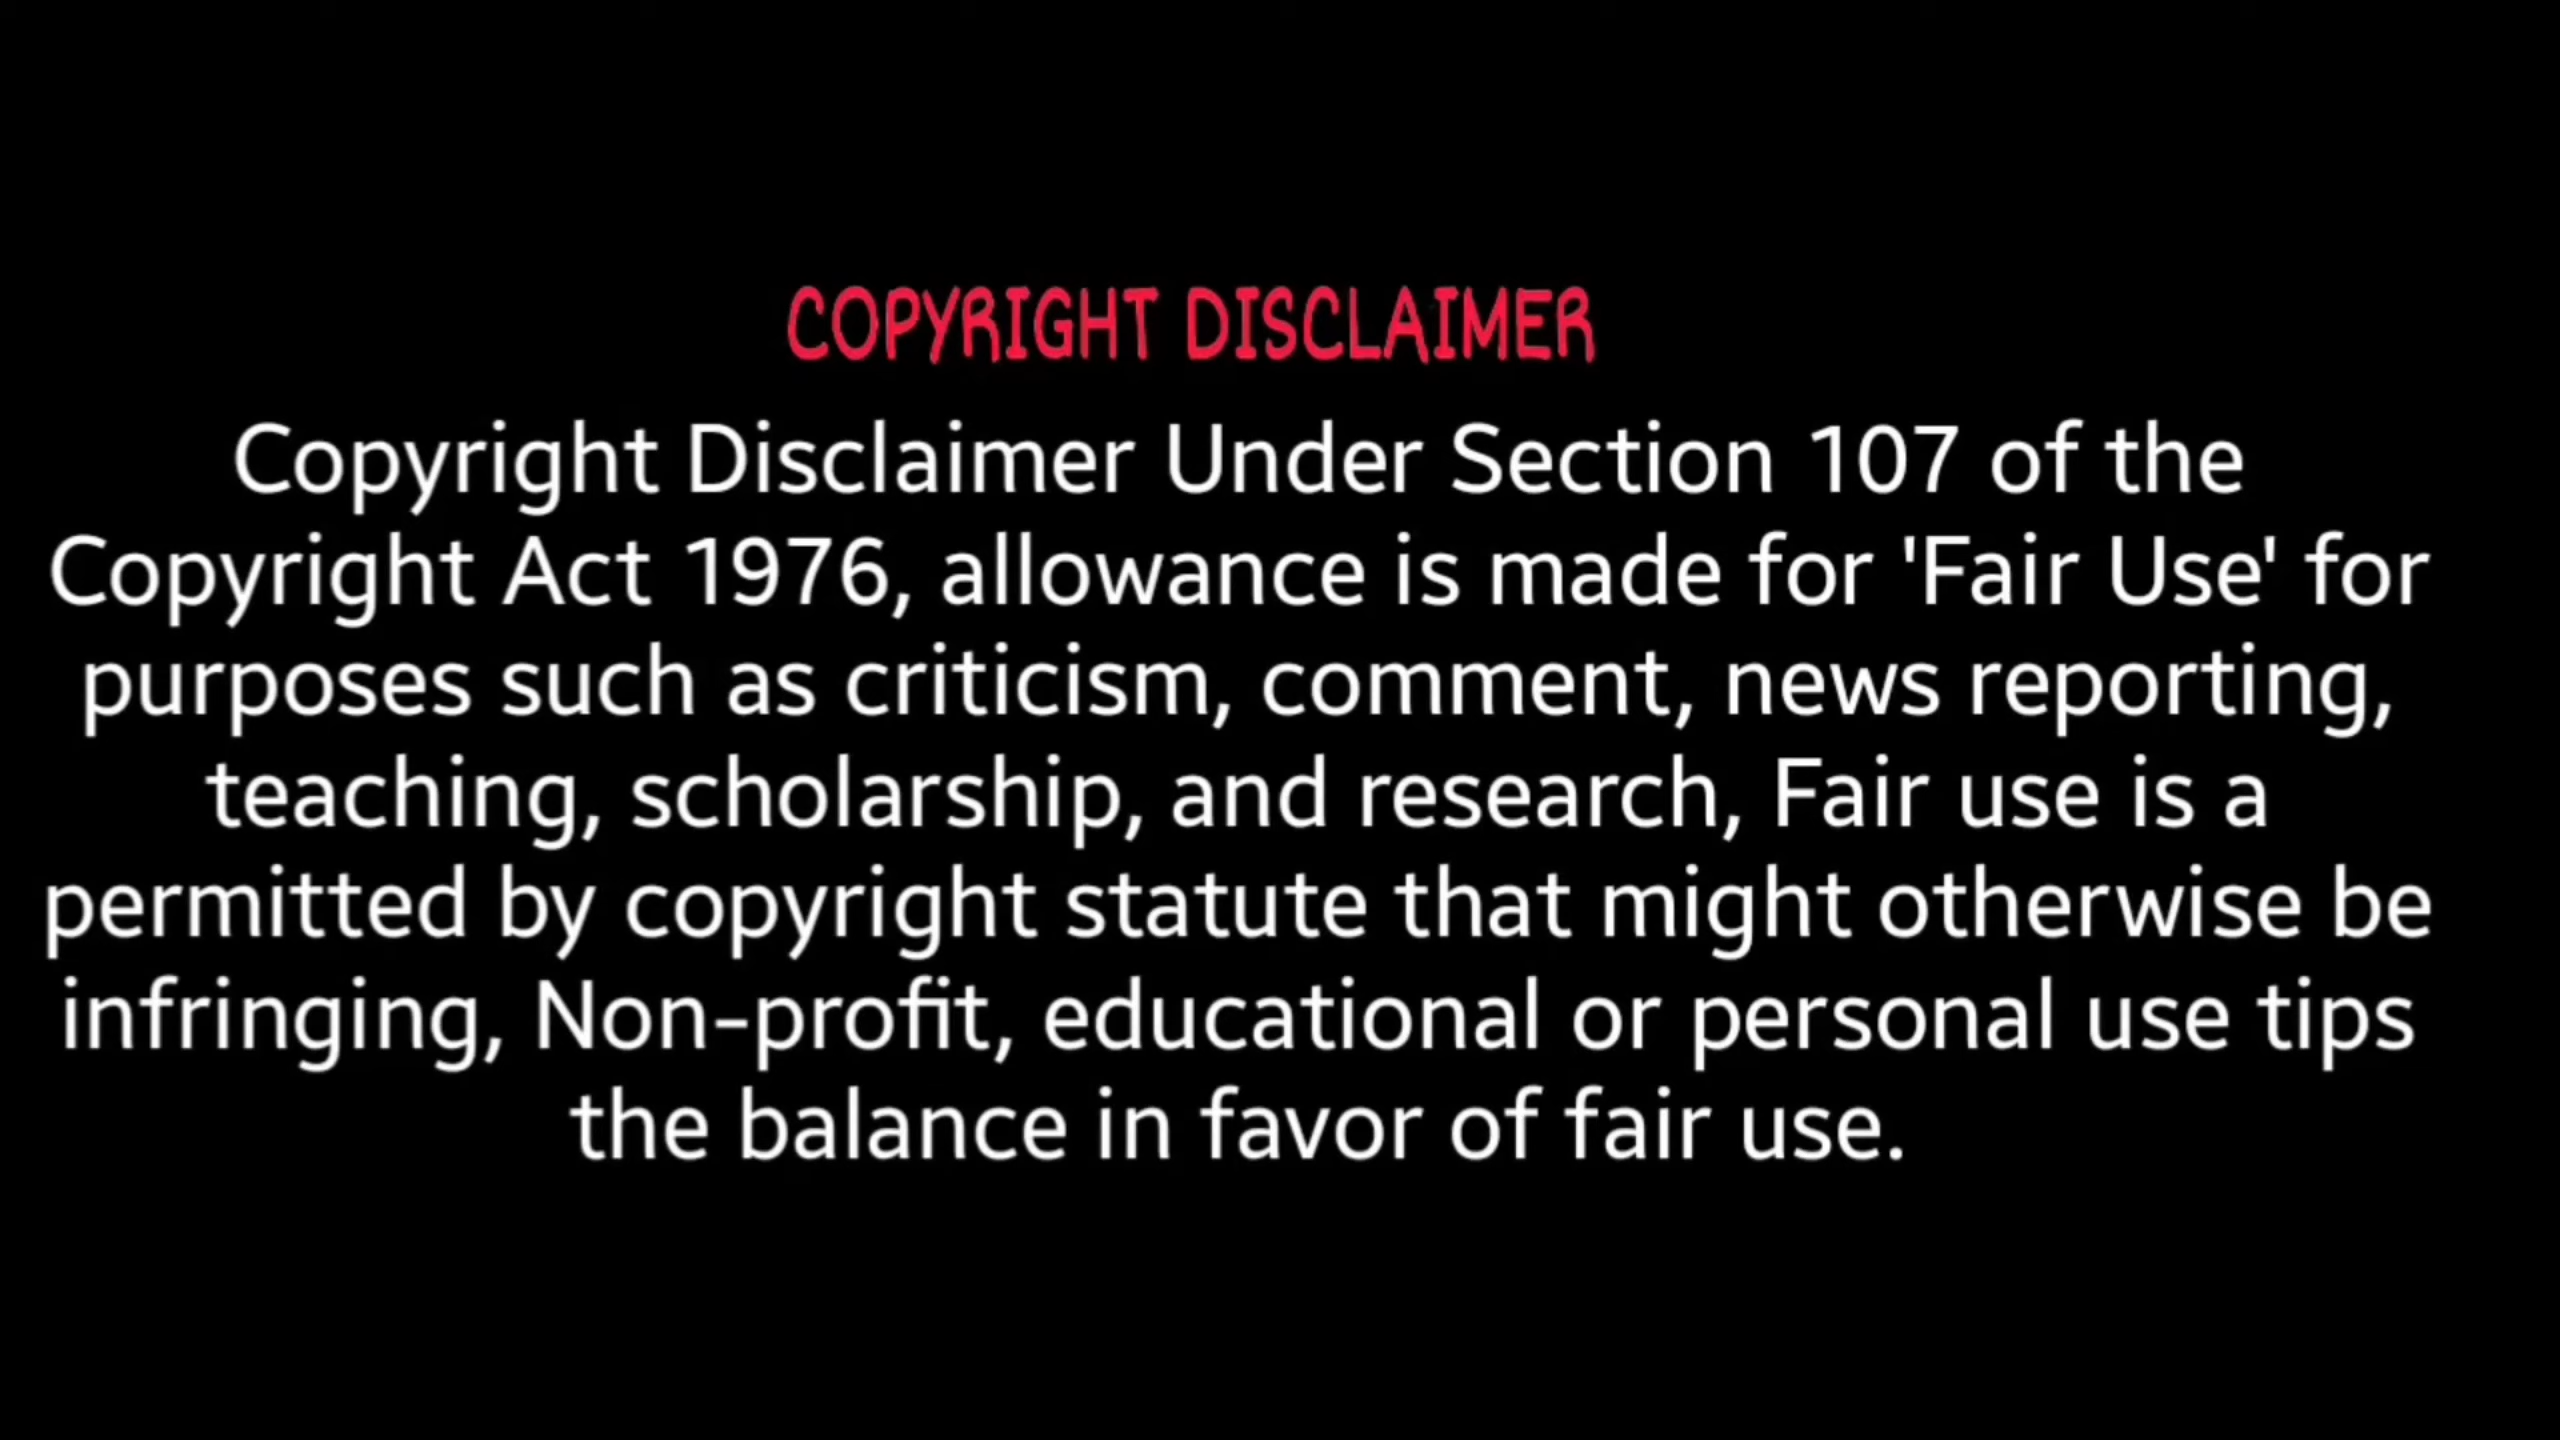 COPYRIGHT DISCLAIMER
Copyright Disclaimer Under Section 107 of the
Copyright Act 1976, allowance is made for 'Fair Use' for
purposes such as criticism, comment, news reporting,
teaching, scholarship, and research, Fair use is a
permitted by copyright statute that might otherwise be
infringing, Non-profit, educational or personal use tips
the balance in favor of fair use.